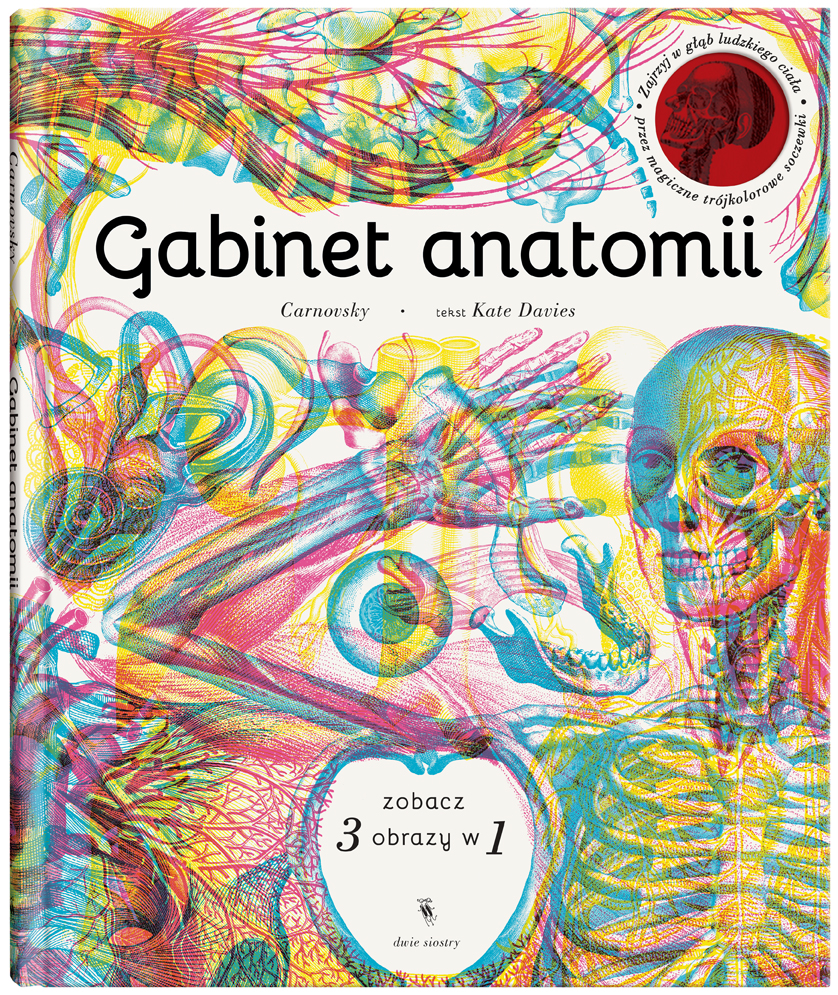 Zajrzyj w głąb ludzkiego ciała •
przez magiczne trójkolorowe soczewki •
Gabinet anatomii
Carnovsky • tekst Kate Davies
Carnovsky
Gabinet anatomii
zobacz
3 obrazy w 1
dwie siostry